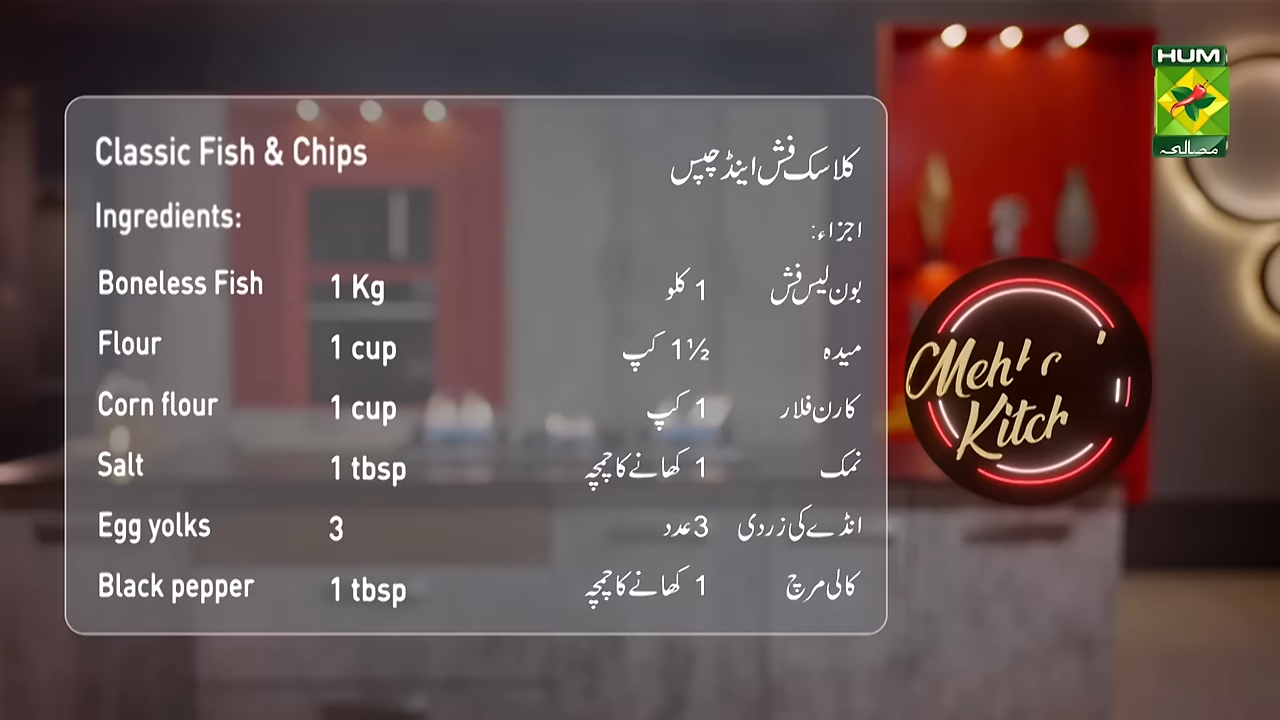 HUM
مصالحہ
Classic Fish & Chips کلاسک فش اینڈ چپس
Ingredients: اجزاء:
Boneless Fish 1 Kg بون لیس فش 1 کلو
Flour 1 cup میدہ 1½ کپ
Corn flour 1 cup کارن فلار 1 کپ
Salt 1 tbsp نمک 1 کھانے کا چمچہ
Egg yolks 3 انڈے کی زردی 3 عدد
Black pepper 1 tbsp کالی مرچ 1 کھانے کا چمچہ